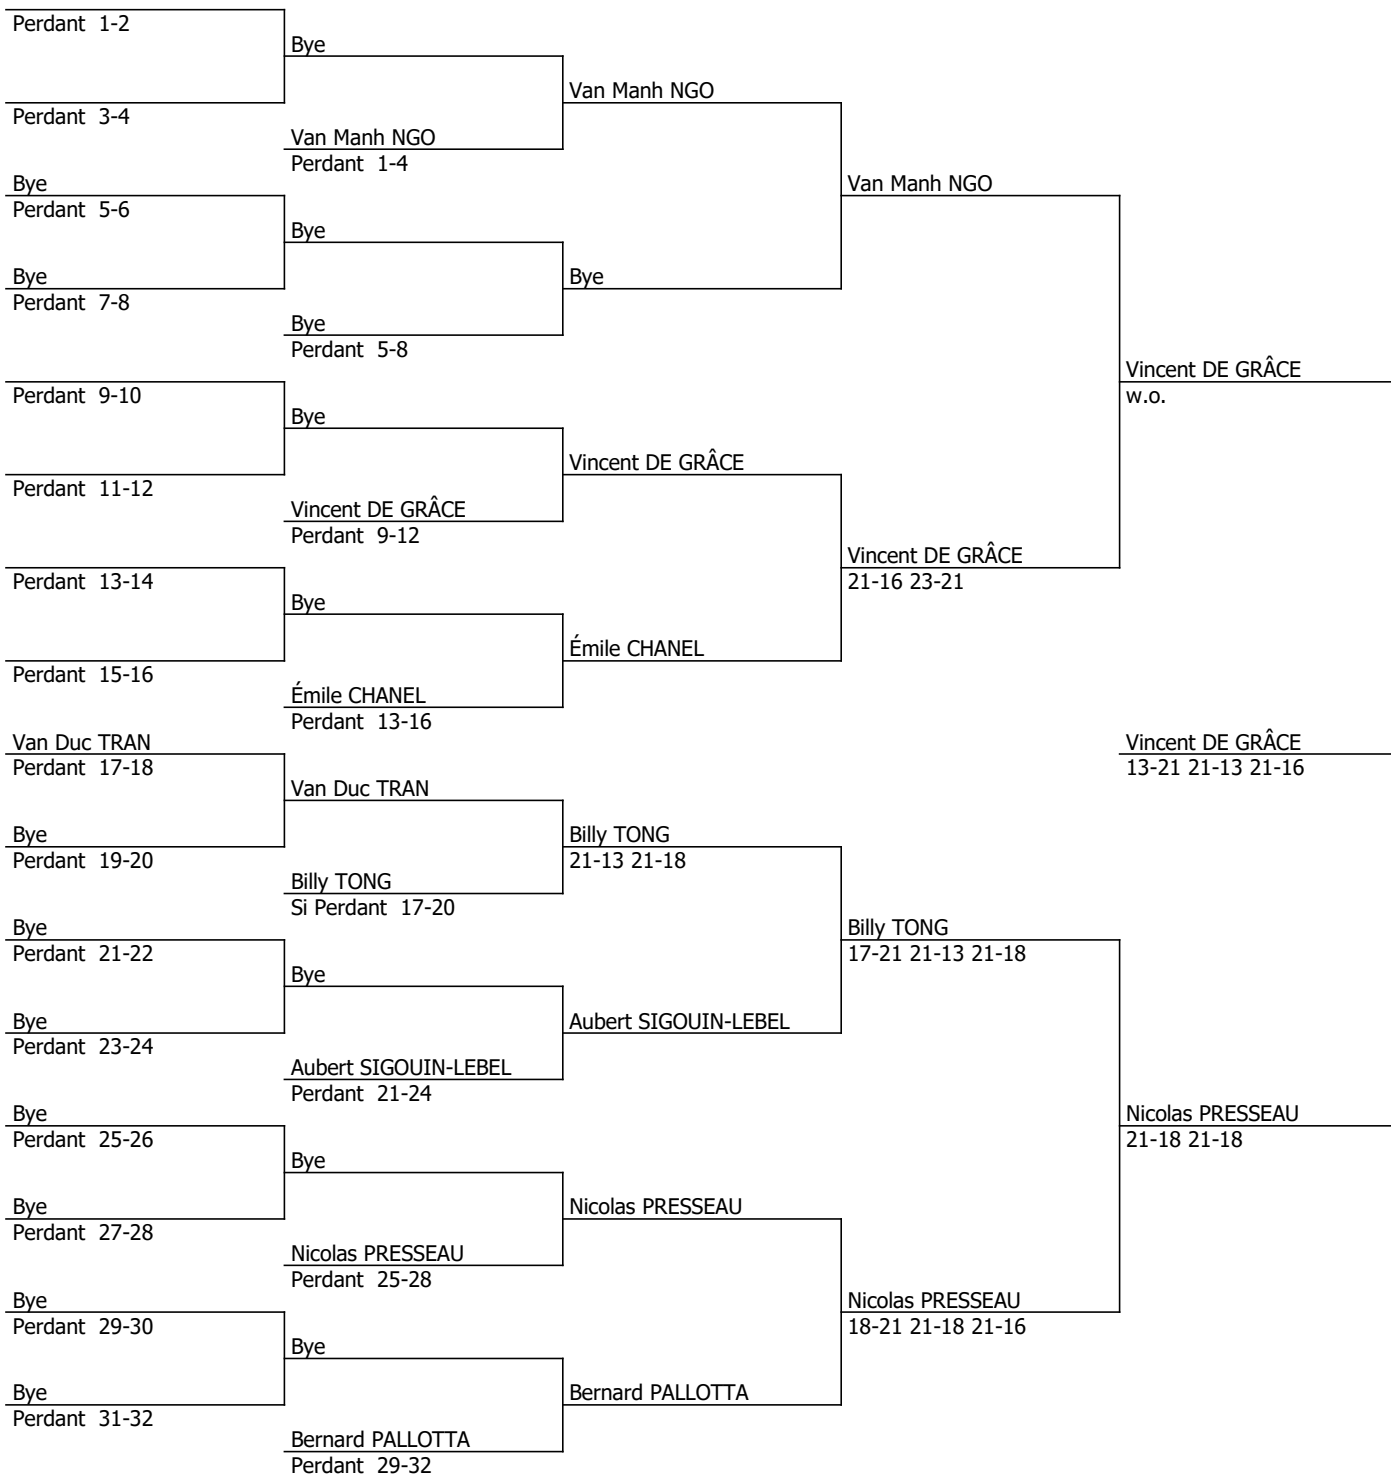 Perdant 1-2
Bye
Van Manh NGO
Perdant 3-4
Van Manh NGO
Perdant 1-4
Bye
Van Manh NGO
Perdant 5-6
Bye
Bye
Bye
Perdant 7-8
Bye
Perdant 5-8
Vincent DE GRÂCE
Perdant 9-10
w.o.
Bye
Vincent DE GRÂCE
Perdant 11-12
Vincent DE GRÂCE
Perdant 9-12
Vincent DE GRÂCE
Perdant 13-14
21-16 23-21
Bye
Émile CHANEL
Perdant 15-16
Émile CHANEL
Perdant 13-16
Van Duc TRAN
Vincent DE GRÂCE
Perdant 17-18
13-21 21-13 21-16
Van Duc TRAN
Bye
Billy TONG
Perdant 19-20
21-13 21-18
Billy TONG
Si Perdant 17-20
Bye
Billy TONG
Perdant 21-22
17-21 21-13 21-18
Bye
Bye
Aubert SIGOUIN-LEBEL
Perdant 23-24
Aubert SIGOUIN-LEBEL
Perdant 21-24
Bye
Nicolas PRESSEAU
Perdant 25-26
21-18 21-18
Bye
Bye
Nicolas PRESSEAU
Perdant 27-28
Nicolas PRESSEAU
Perdant 25-28
Bye
Nicolas PRESSEAU
Perdant 29-30
18-21 21-18 21-16
Bye
Bye
Bernard PALLOTTA
Perdant 31-32
Bernard PALLOTTA
Perdant 29-32